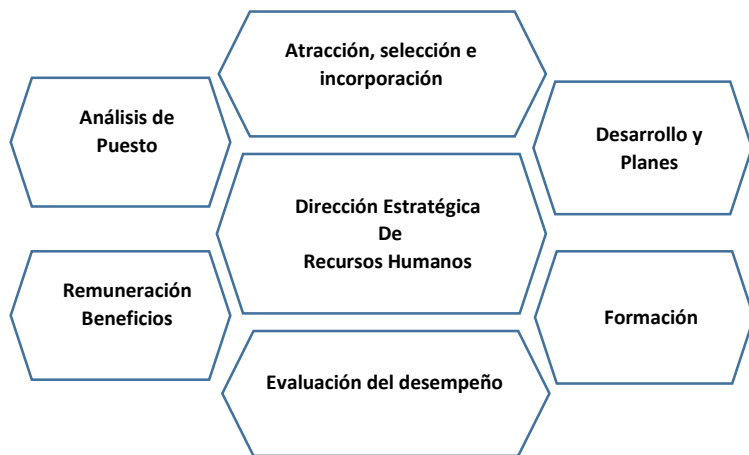 Atracción, selección e
incorporación
Análisis de
Puesto
Desarrollo y
Planes
Dirección Estratégica
De
Recursos Humanos
Remuneración
Beneficios
Formación
Evaluación del desempeño